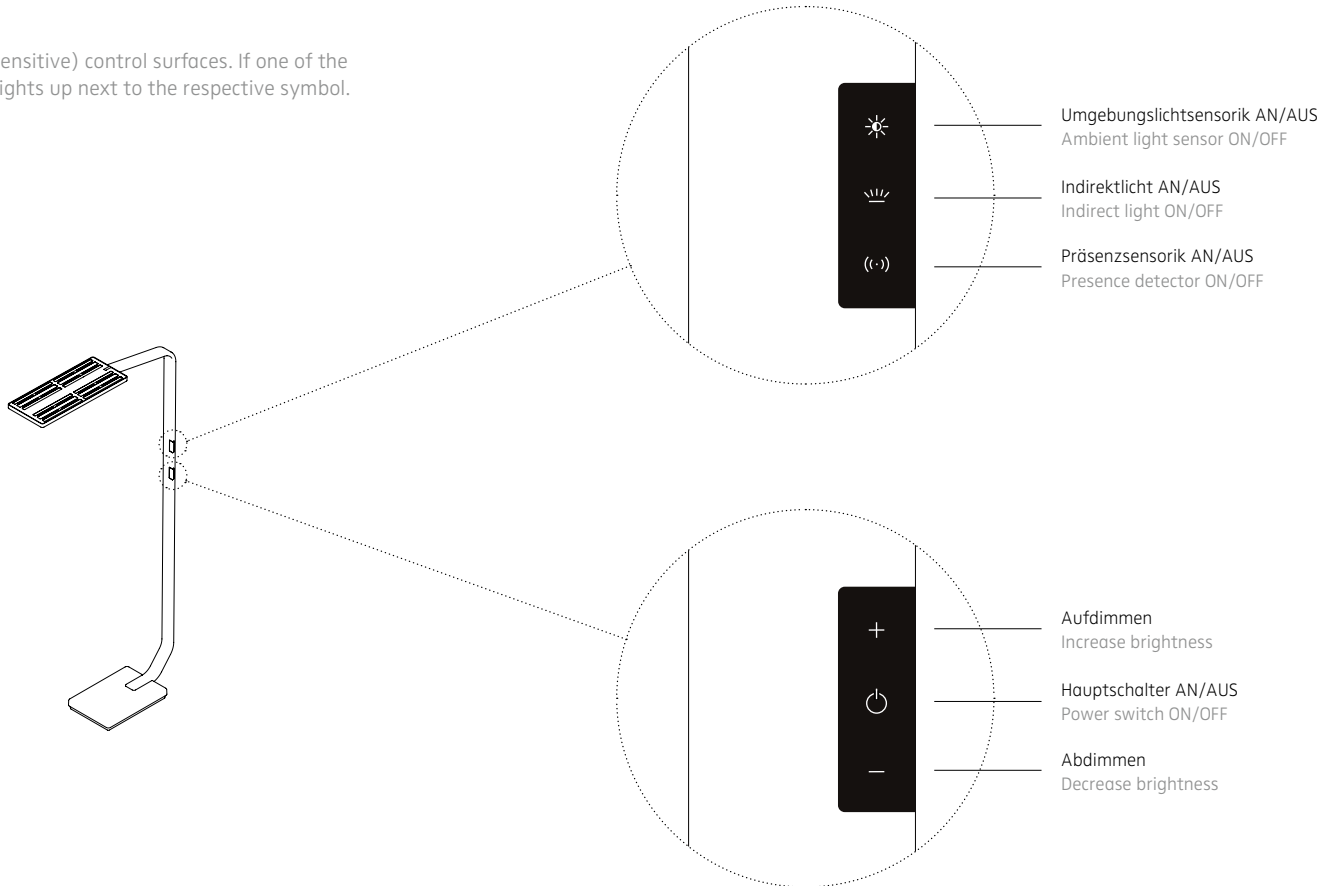 ensitive) control surfaces. If one of the
ights up next to the respective symbol.
Umgebungslichtsensorik AN/AUS
Ambient light sensor ON/OFF
Indirektlicht AN/AUS
Indirect light ON/OFF
Präsenzsensorik AN/AUS
Presence detector ON/OFF
Aufdimmen
Increase brightness
Hauptschalter AN/AUS
Power switch ON/OFF
Abdimmen
Decrease brightness